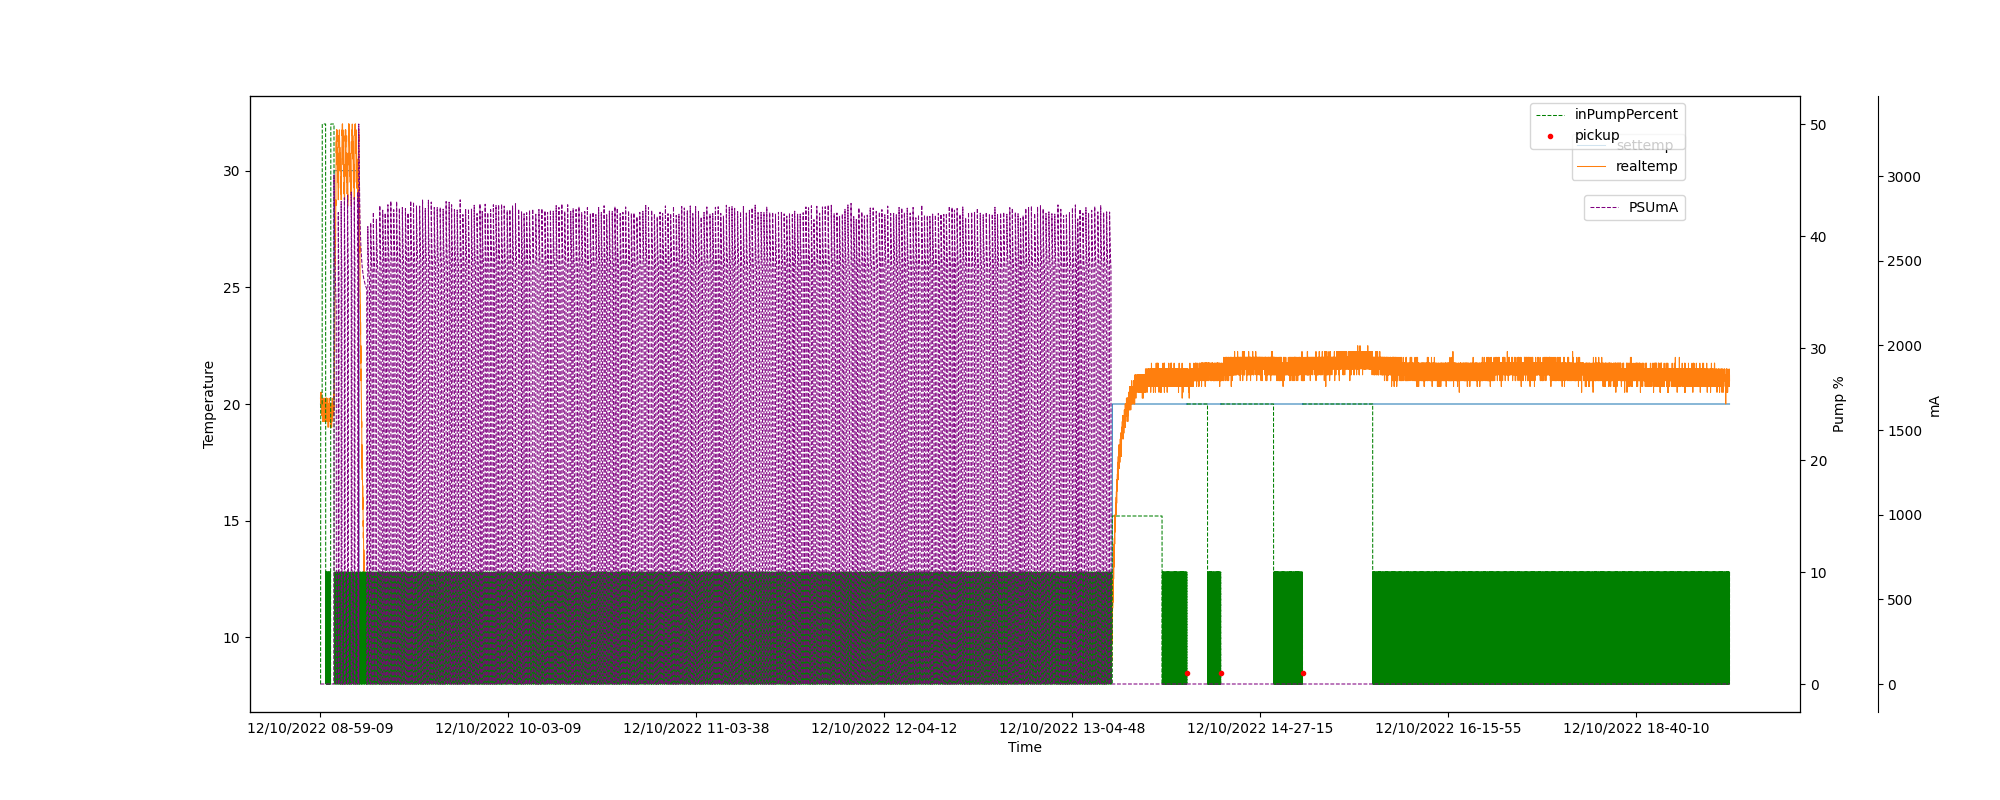 inPumpPercent
pickup
settemp
realtemp
PSUmA
30
25
20
15
10
Temperature
50
40
30
20
10
0
Pump %
3000
2500
2000
1500
1000
500
0
mA
12/10/2022 08-59-09
12/10/2022 10-03-09
12/10/2022 11-03-38
12/10/2022 12-04-12
12/10/2022 13-04-48
12/10/2022 14-27-15
12/10/2022 16-15-55
12/10/2022 18-40-10
Time